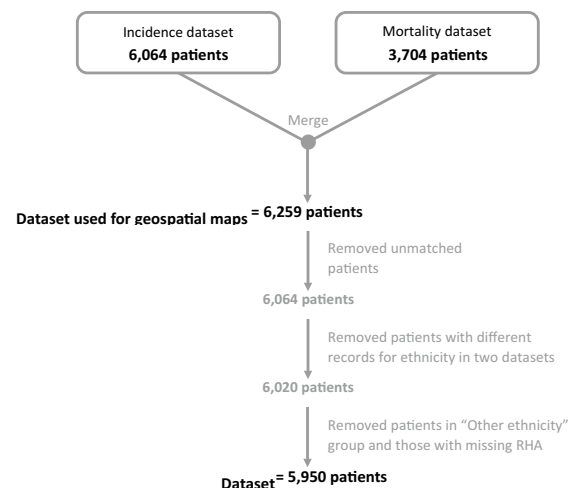 Incidence dataset
6,064 patients
Mortality dataset
3,704 patients
Merge
Dataset used for geospatial maps = 6,259 patients
Removed unmatched
patients
6,064 patients
Removed patients with different
records for ethnicity in two datasets
6,020 patients
Removed patients in “Other ethnicity”
group and those with missing RHA
Dataset = 5,950 patients